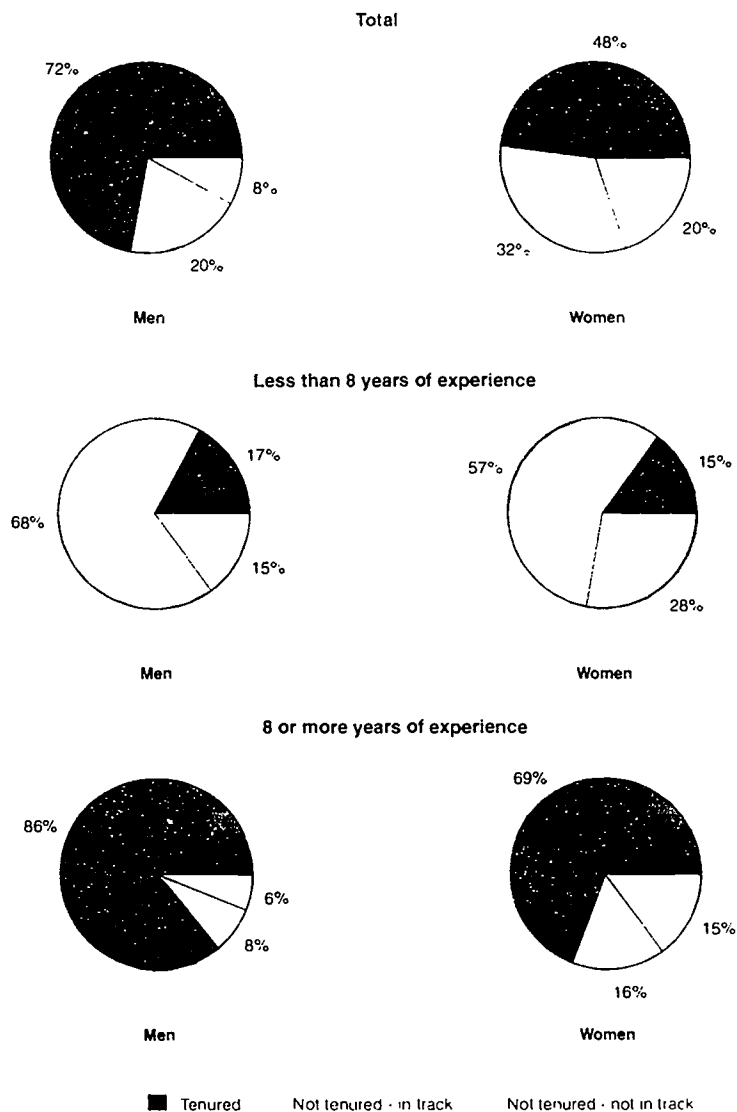 Total
72%
48%
8%
20%
20%
32%
Men
Women
Less than 8 years of experience
17%
15%
57%
68%
15%
28%
Men
Women
8 or more years of experience
69%
86%
6%
15%
8%
16%
Men
Women
Tenured Not tenured - in track Not tenured - not in track